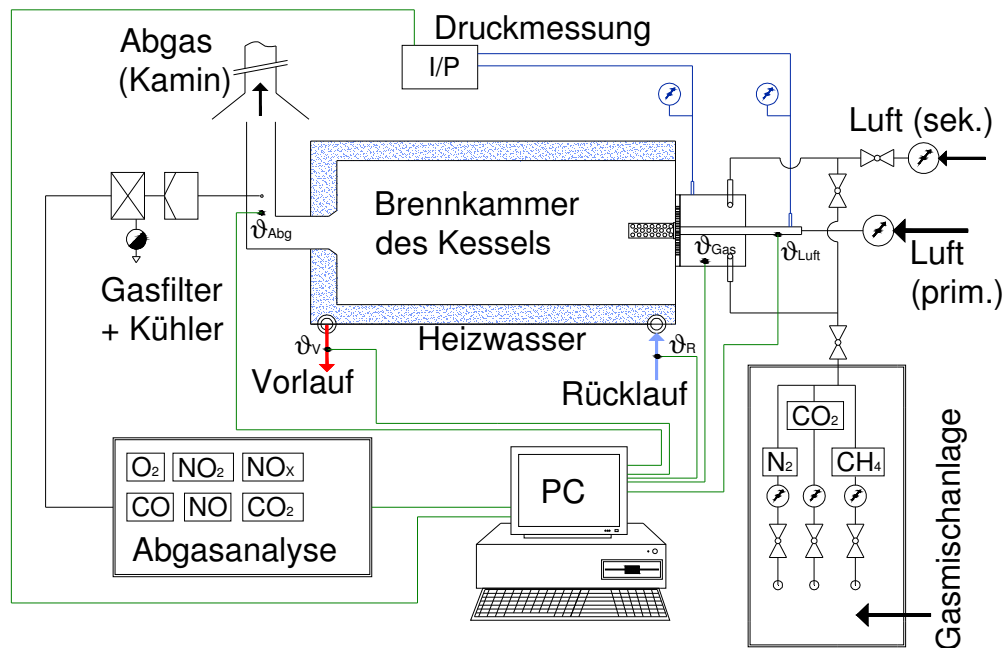 Druckmessung
Abgas
(Kamin)
I/P
Luft (sek.)
Brennkammer
des Kessels
ϑAbg
ϑGas
ϑLuft
Luft
(prim.)
Gasfilter
+ Kühler
Heizwasser
ϑV
ϑR
Vorlauf
Rücklauf
CO2
N2
CH4
O2
NO2
NOX
CO
NO
CO2
Abgasanalyse
PC
Gasmischanlage